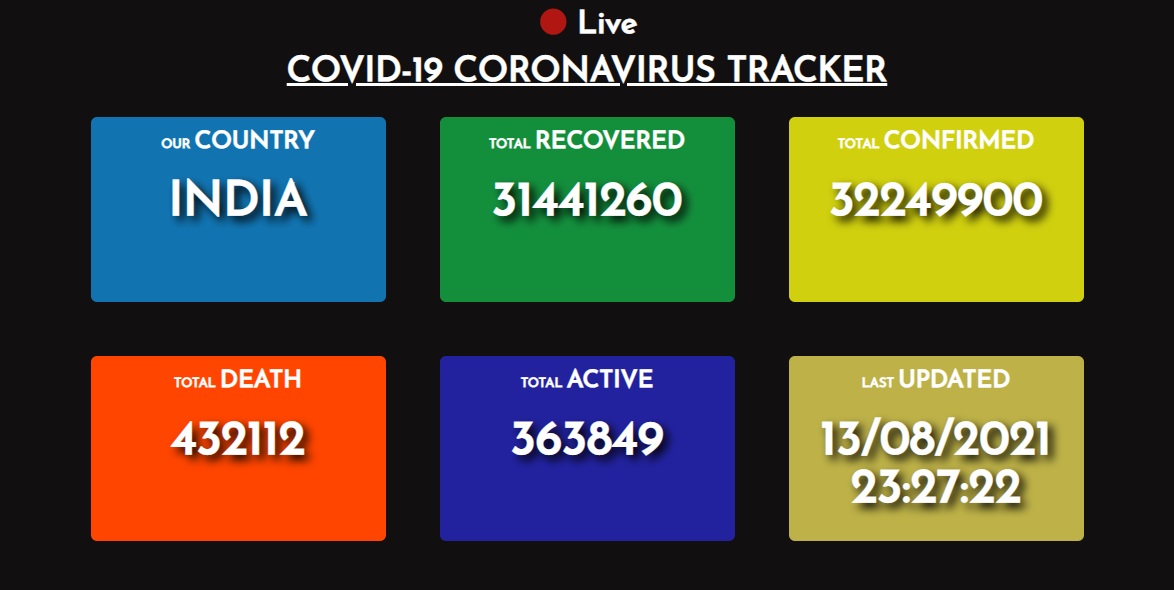 Live
COVID-19 CORONAVIRUS TRACKER
OUR COUNTRY
INDIA
TOTAL RECOVERED
31441260
TOTAL CONFIRMED
32249900
TOTAL DEATH
432112
TOTAL ACTIVE
363849
LAST UPDATED
13/08/2021
23:27:22